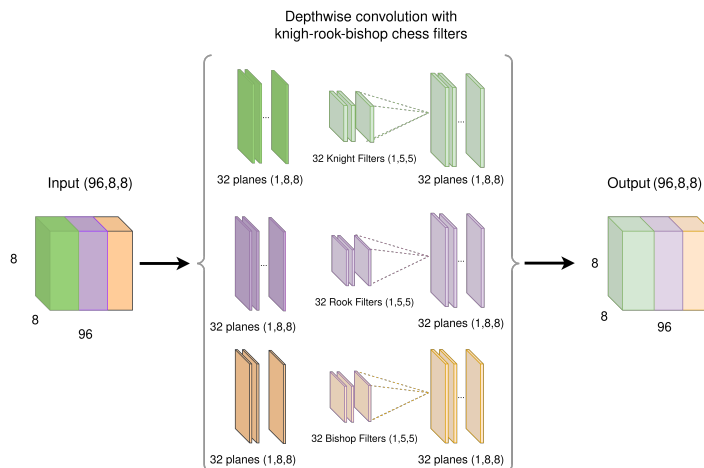 Depthwise convolution with
knigh-rook-bishop chess filters
Input (96,8,8)
8
8
96
...
32 planes (1,8,8)
32 Knight Filters (1,5,5)
...
32 planes (1,8,8)
...
32 planes (1,8,8)
32 Rook Filters (1,5,5)
...
32 planes (1,8,8)
...
32 planes (1,8,8)
32 Bishop Filters (1,5,5)
...
32 planes (1,8,8)
Output (96,8,8)
8
8
96